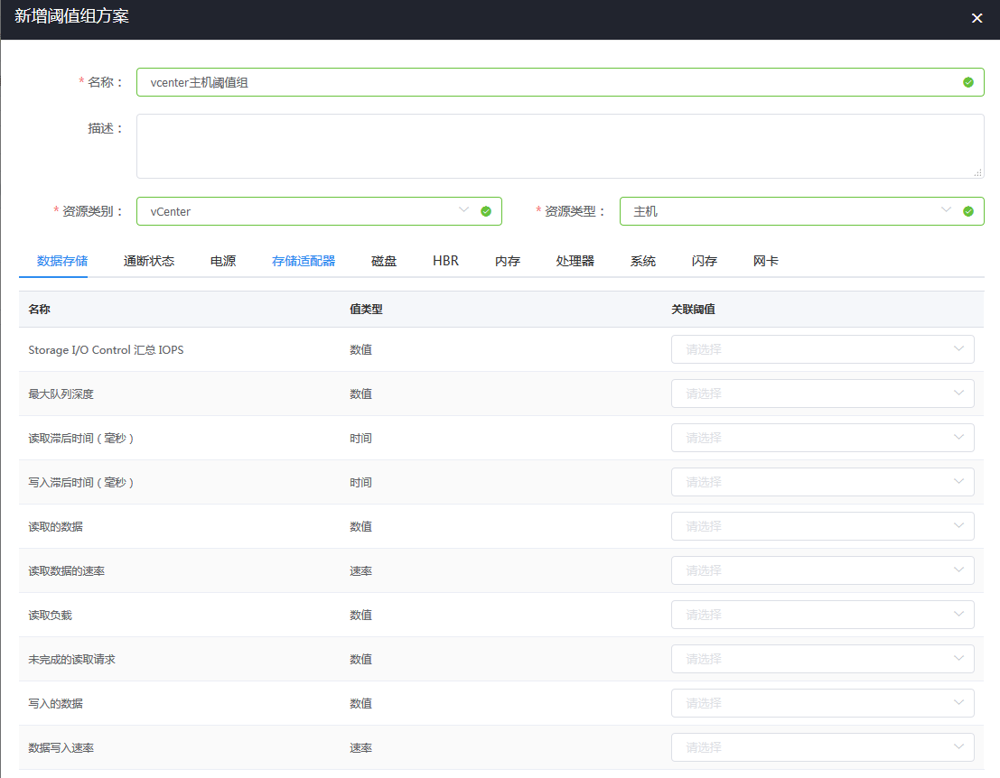 新增阈值组方案
* 名称：
vcenter主机阈值组
描述：
* 资源类别： vCenter * 资源类型： 主机
数据存储 通断状态 电源 存储适配器 磁盘 HBR 内存 处理器 系统 闪存 网卡
名称 值类型 关联阈值
Storage I/O Control 汇总 IOPS 数值 请选择
最大队列深度 数值 请选择
读取滞后时间（毫秒） 时间 请选择
写入滞后时间（毫秒） 时间 请选择
读取的数据 数值 请选择
读取数据的速率 速率 请选择
读取负载 数值 请选择
未完成的读取请求 数值 请选择
写入的数据 数值 请选择
数据写入速率 速率 请选择